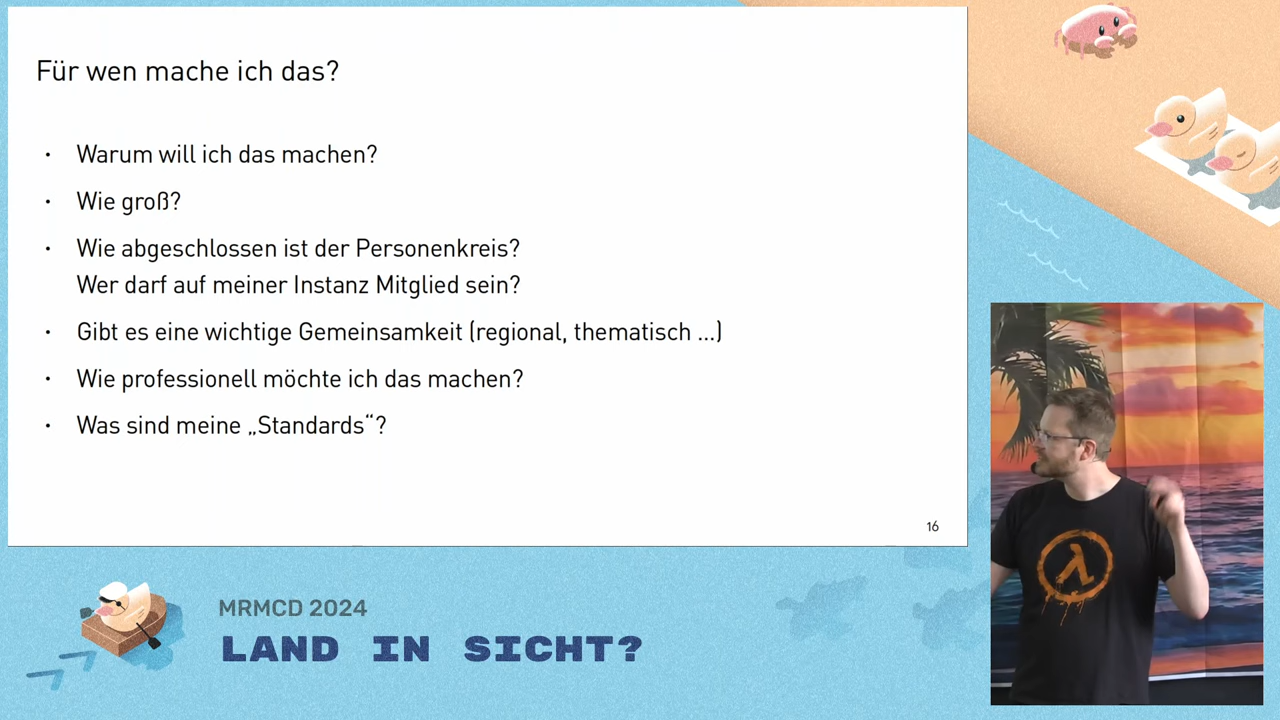 Für wen mache ich das?
• Warum will ich das machen?
• Wie groß?
• Wie abgeschlossen ist der Personenkreis?
Wer darf auf meiner Instanz Mitglied sein?
• Gibt es eine wichtige Gemeinsamkeit (regional, thematisch ...)
• Wie professionell möchte ich das machen?
• Was sind meine „Standards“?
16
MRMCD 2024
LAND IN SICHT?
λ